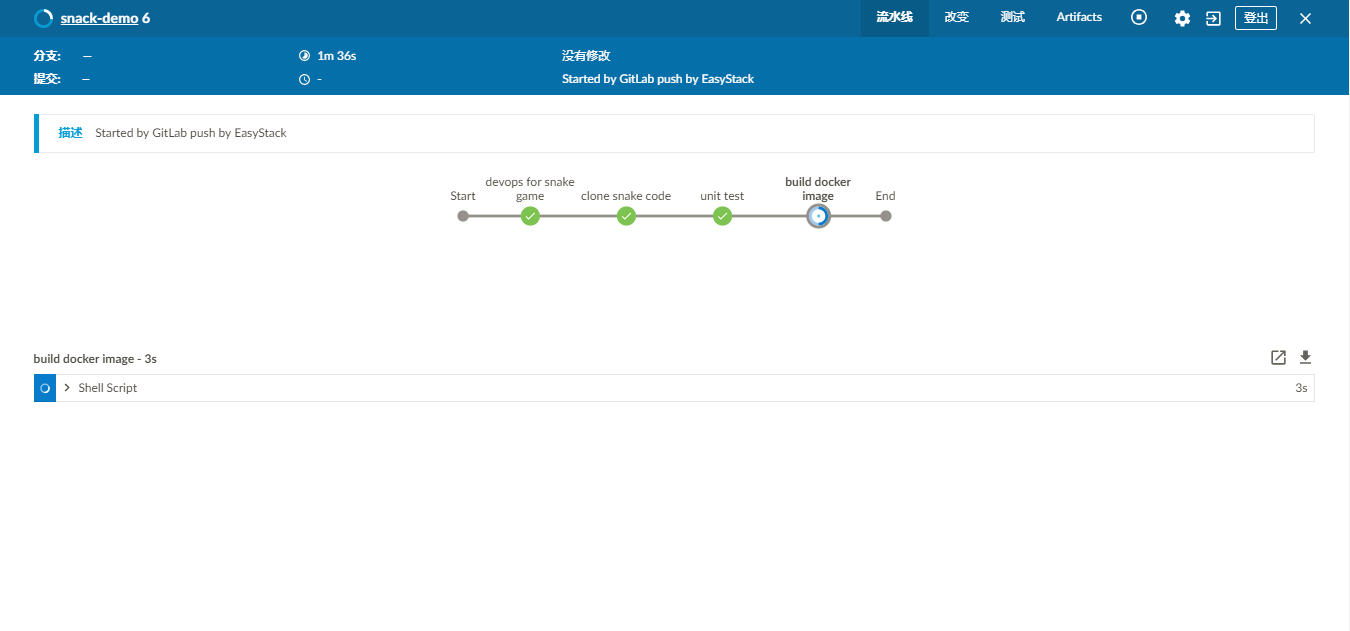 snack-demo 6
流水线 改变 测试 Artifacts 登出
分支: — 1m 36s 没有修改
提交: – - Started by GitLab push by EasyStack
描述 Started by GitLab push by EasyStack
Start
devops for snake
game
clone snake code
unit test
build docker
image
End
build docker image - 3s
Shell Script 3s